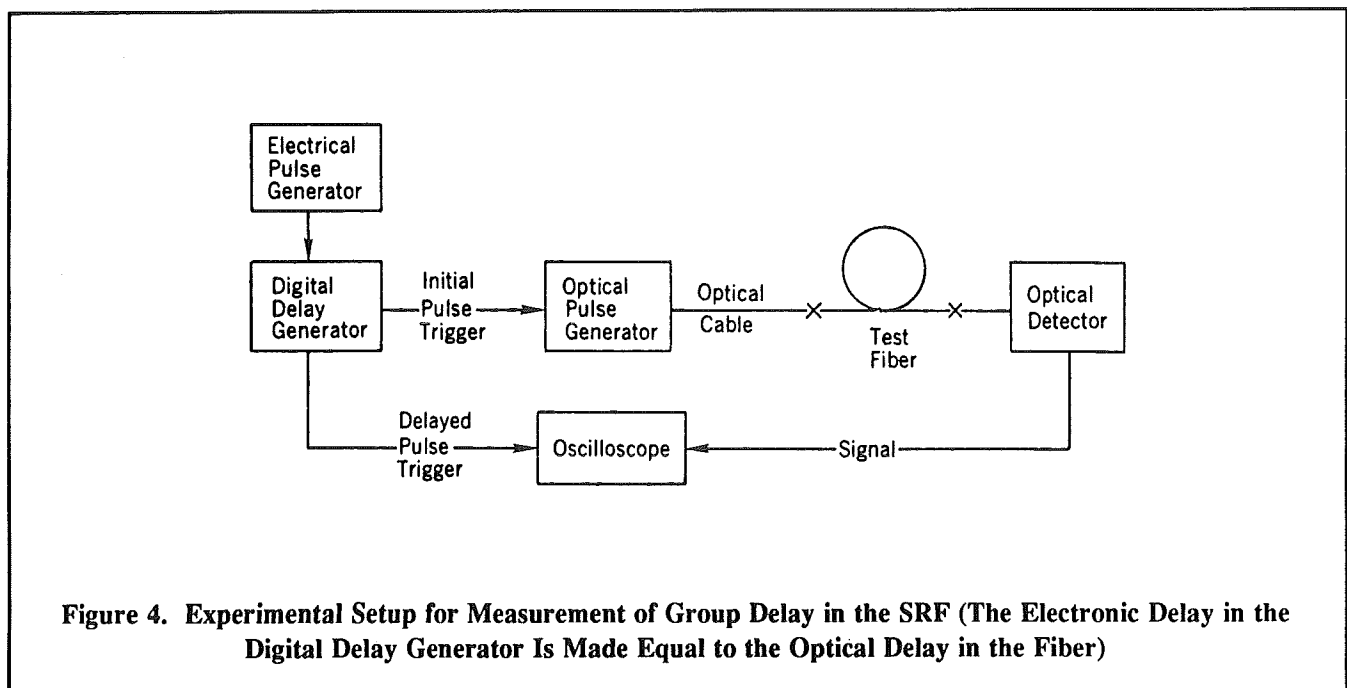 Electrical
Pulse
Generator
Digital
Delay
Generator
Initial
Pulse
Trigger
Optical
Pulse
Generator
Optical
Cable
Test
Fiber
Optical
Detector
Delayed
Pulse
Trigger
Oscilloscope
Signal
Figure 4. Experimental Setup for Measurement of Group Delay in the SRF (The Electronic Delay in the
Digital Delay Generator Is Made Equal to the Optical Delay in the Fiber)